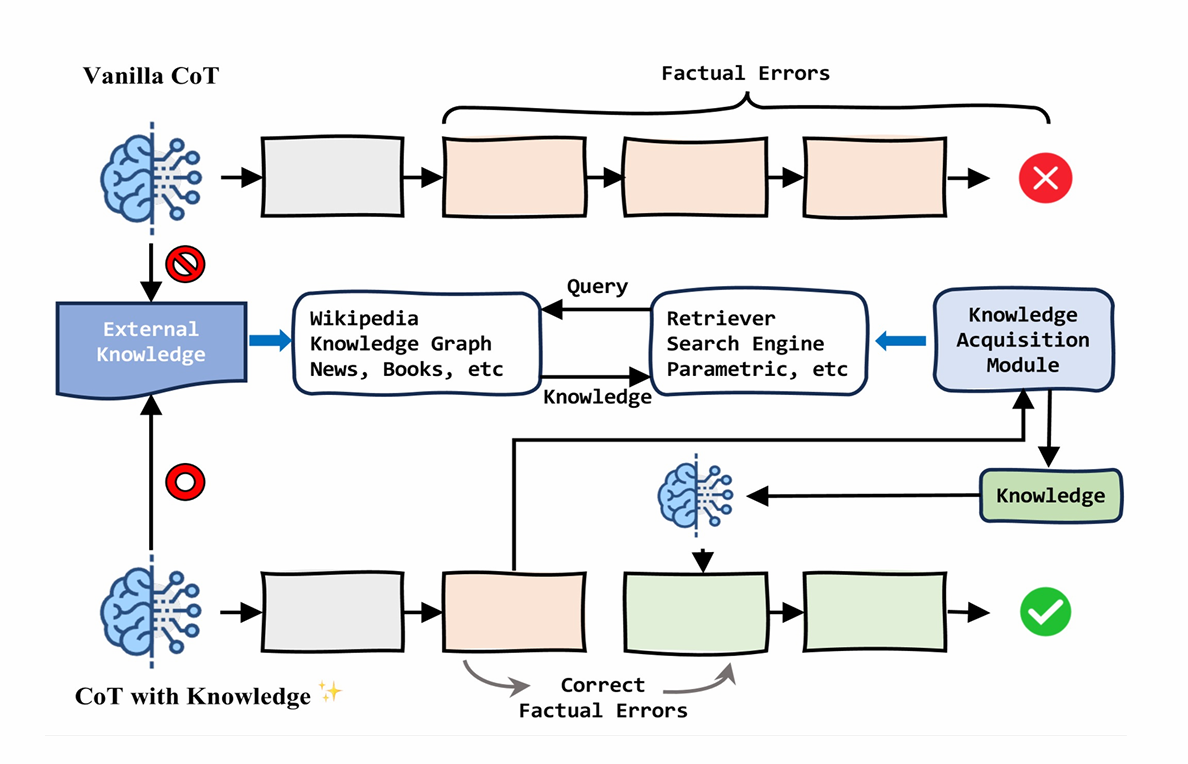 Vanilla CoT
Factual Errors
External
Knowledge
Wikipedia
Knowledge Graph
News, Books, etc
Query
Knowledge
Retriever
Search Engine
Parametric, etc
Knowledge
Acquisition
Module
Knowledge
CoT with Knowledge ✨
Correct
Factual Errors